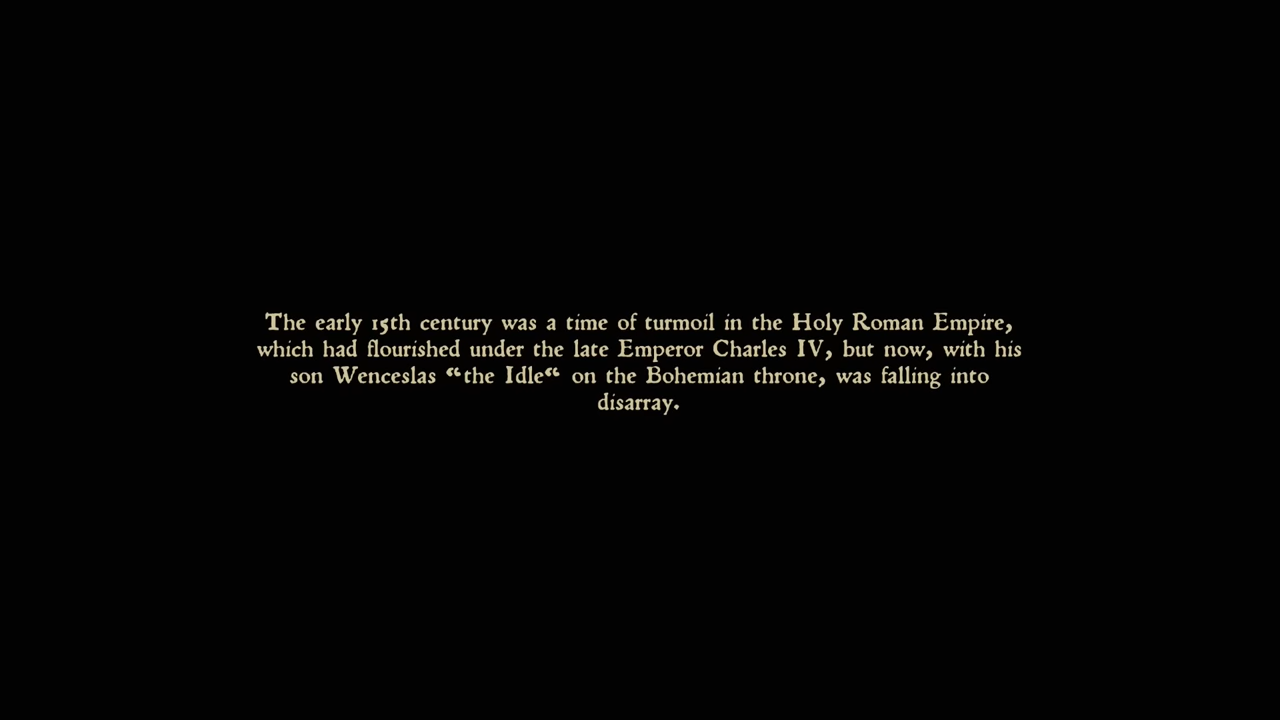 The early 15th century was a time of turmoil in the Holy Roman Empire,
which had flourished under the late Emperor Charles IV, but now, with his
son Wenceslas “the Idle“ on the Bohemian throne, was falling into
disarray.